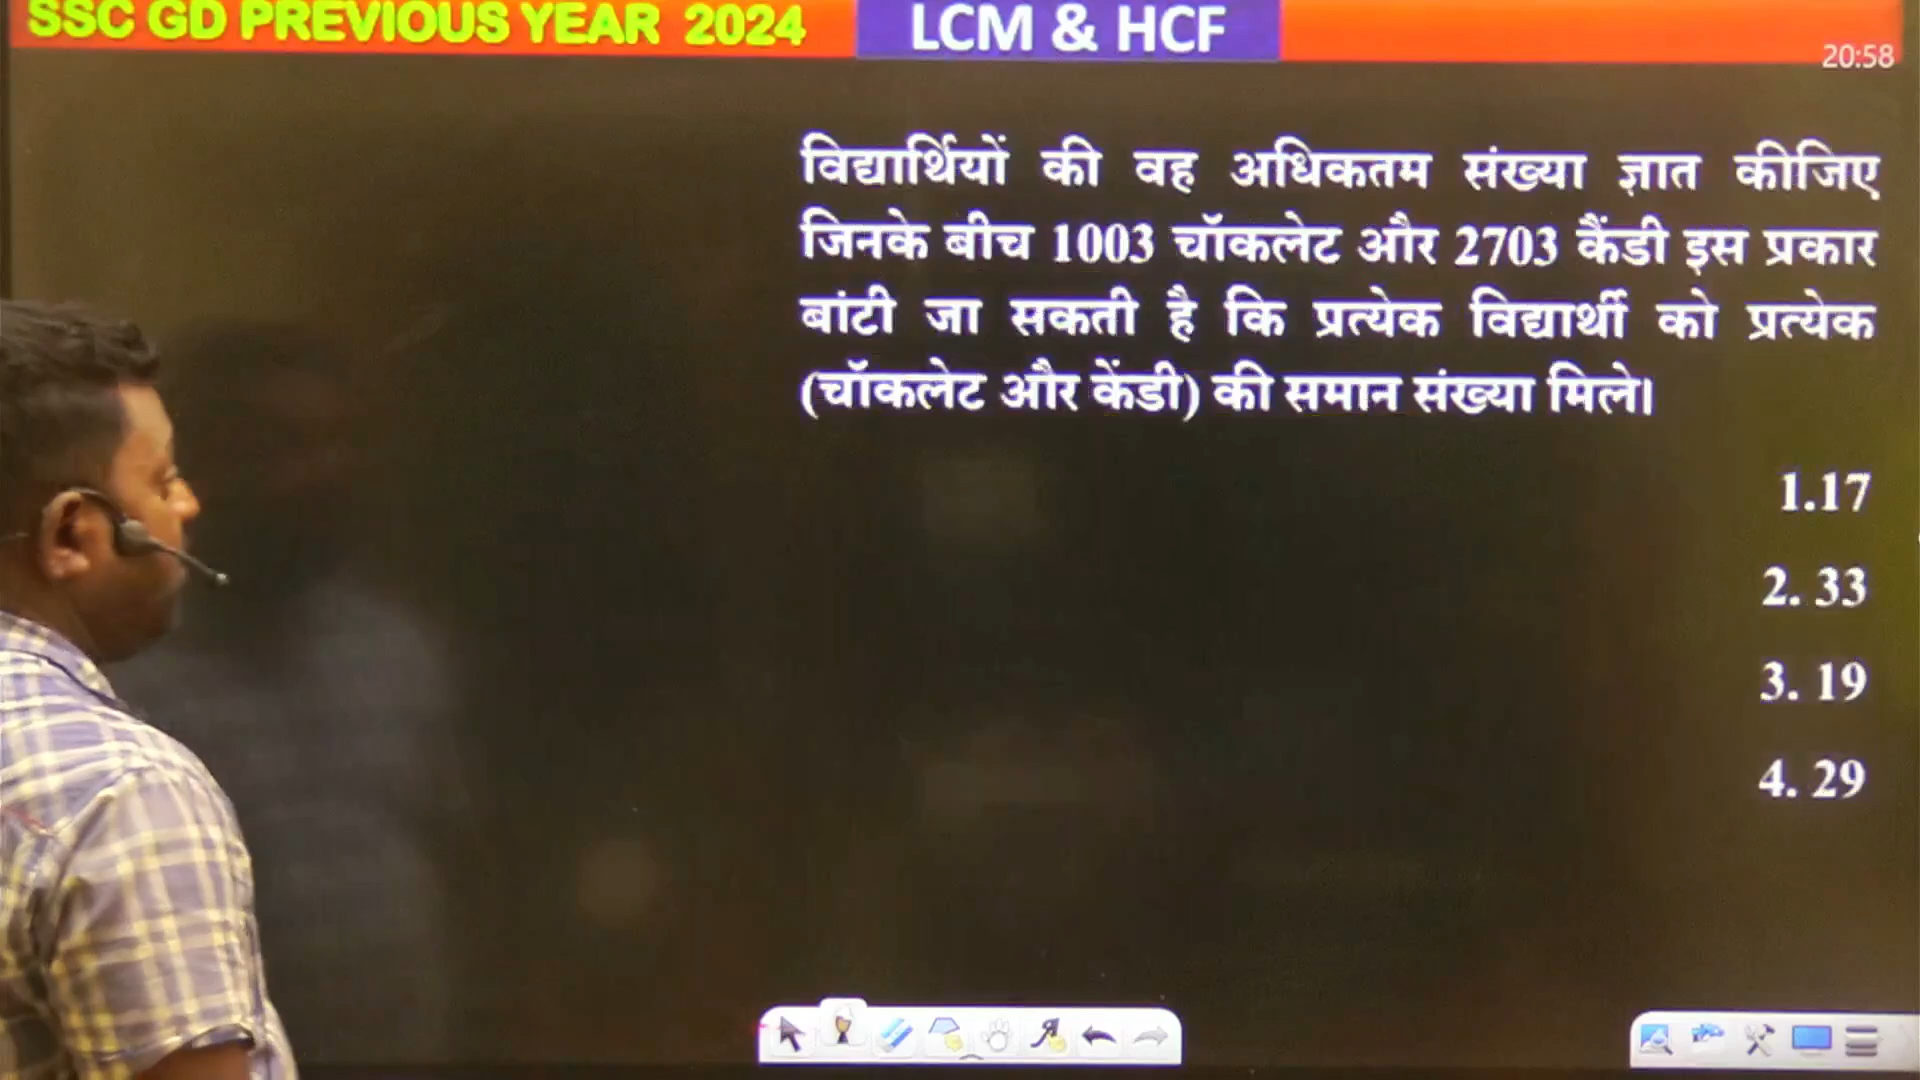 SSC GD PREVIOUS YEAR 2024
LCM & HCF
20:58
विद्यार्थियों की वह अधिकतम संख्या ज्ञात कीजिए
जिनके बीच 1003 चॉकलेट और 2703 कैंडी इस प्रकार
बांटी जा सकती है कि प्रत्येक विद्यार्थी को प्रत्येक
(चॉकलेट और केंडी) की समान संख्या मिले।
1.17
2. 33
3. 19
4. 29